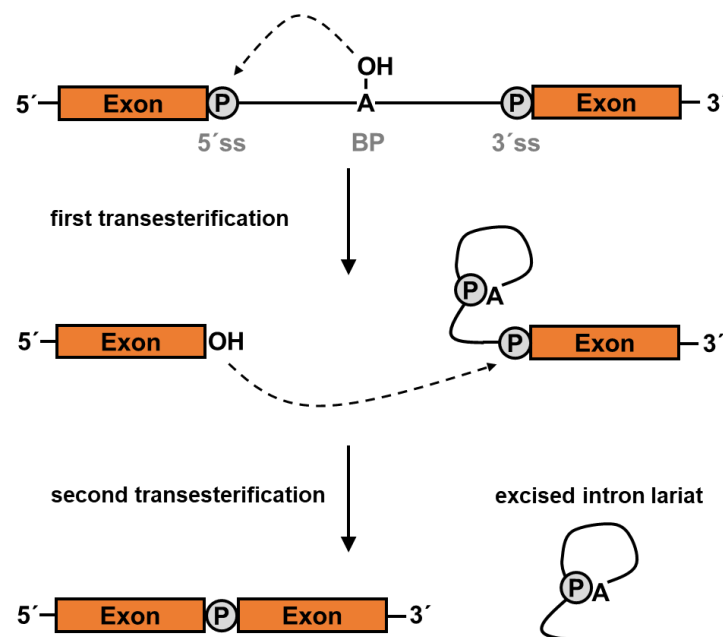 OH
5´ Exon P A P Exon 3´
5´ss BP 3´ss
first transesterification
P A
5´ Exon OH P Exon 3´
second transesterification
excised intron lariat
P A
5´ Exon P Exon 3´